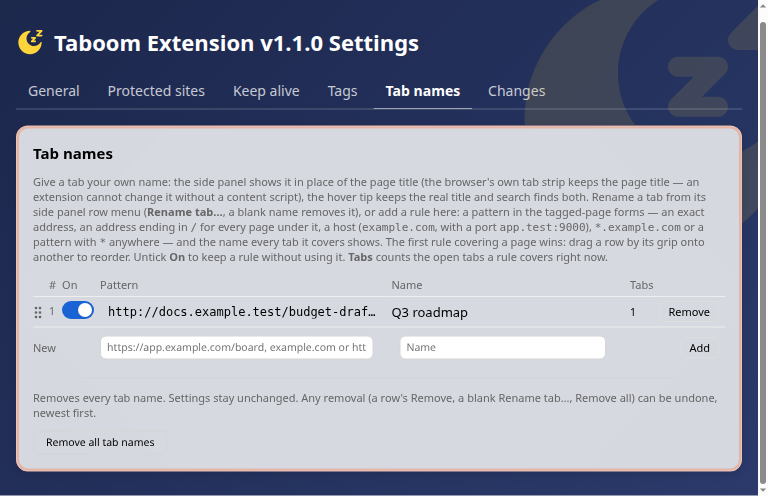 Taboom Extension v1.1.0 Settings
General Protected sites Keep alive Tags Tab names Changes
Tab names
Give a tab your own name: the side panel shows it in place of the page title (the browser's own tab strip keeps the page title — an
extension cannot change it without a content script), the hover tip keeps the real title and search finds both. Rename a tab from its
side panel row menu (Rename tab…, a blank name removes it), or add a rule here: a pattern in the tagged-page forms — an exact
address, an address ending in / for every page under it, a host (example.com, with a port app.test:9000), *.example.com or a
pattern with * anywhere — and the name every tab it covers shows. The first rule covering a page wins: drag a row by its grip onto
another to reorder. Untick On to keep a rule without using it. Tabs counts the open tabs a rule covers right now.
# On Pattern Name Tabs
1 http://docs.example.test/budget-draf… Q3 roadmap 1 Remove
New https://app.example.com/board, example.com or htt Name Add
Removes every tab name. Settings stay unchanged. Any removal (a row's Remove, a blank Rename tab…, Remove all) can be undone,
newest first.
Remove all tab names